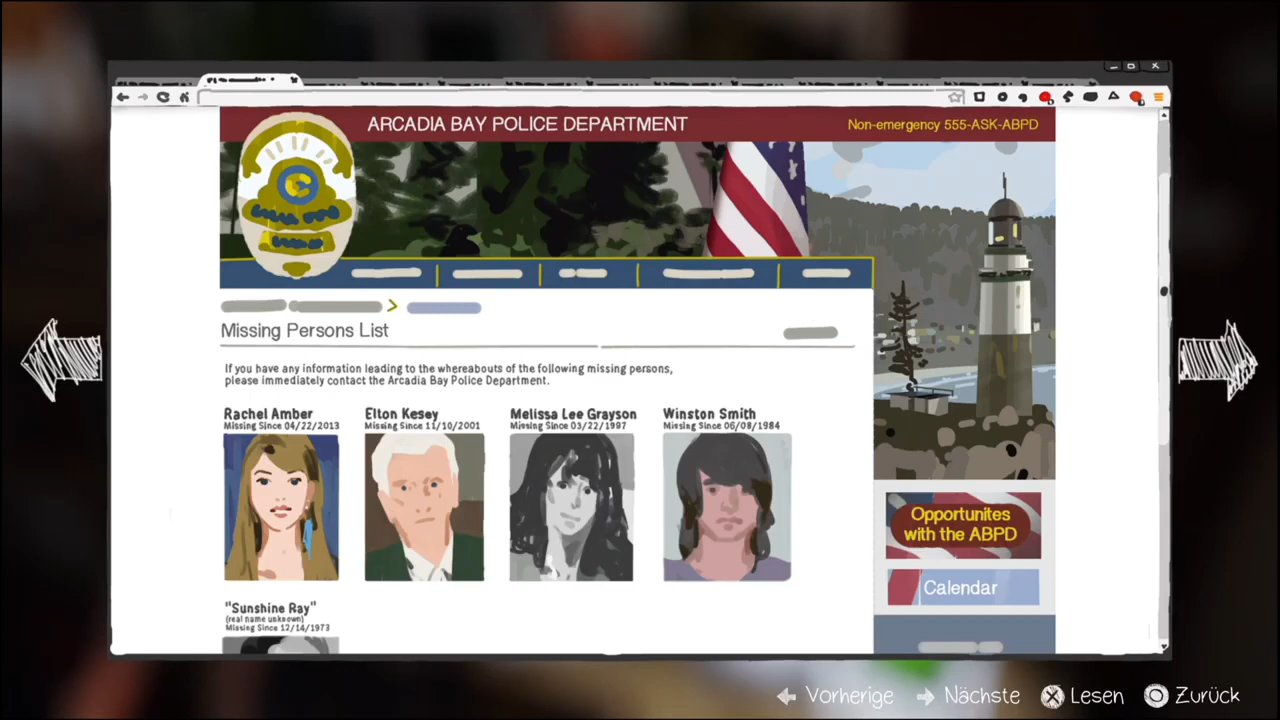 ARCADIA BAY POLICE DEPARTMENT
Non-emergency 555-ASK-ABPD
Missing Persons List
If you have any information leading to the whereabouts of the following missing persons,
please immediately contact the Arcadia Bay Police Department.
Rachel Amber
Missing Since 04/22/2013
Elton Kesey
Missing Since 11/10/2001
Melissa Lee Grayson
Missing Since 03/22/1997
Winston Smith
Missing Since 06/08/1984
"Sunshine Ray"
(real name unknown)
Missing Since 12/14/1973
Opportunites
with the ABPD
Calendar
Vorherige
Nächste
Lesen
Zurück